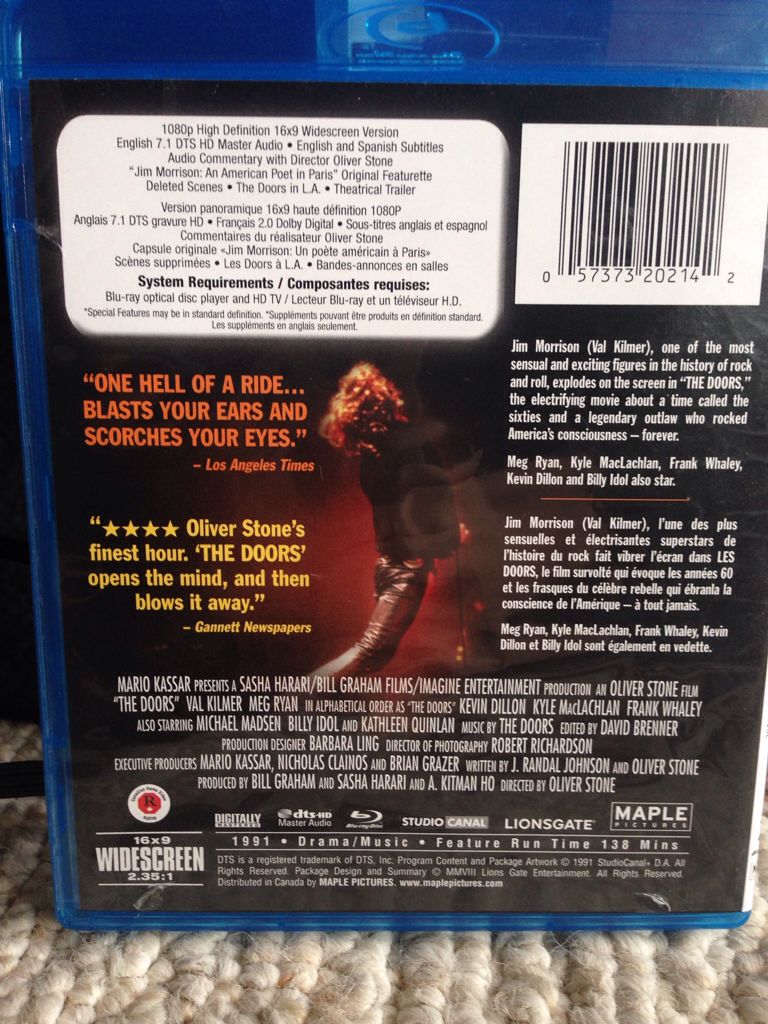 1080p High Definition 16x9 Widescreen Version
English 7.1 DTS HD Master Audio • English and Spanish Subtitles
Audio Commentary with Director Oliver Stone
"Jim Morrison: An American Poet in Paris" Original Featurette
Deleted Scenes • The Doors in L.A. • Theatrical Trailer
Version panoramique 16x9 haute définition 1080P
Anglais 7.1 DTS gravure HD • Français 2.0 Dolby Digital • Sous-titres anglais et espagnol
Commentaires du réalisateur Oliver Stone
Capsule originale «Jim Morrison: Un poète américain à Paris»
Scènes supprimées • Les Doors à L.A. • Bandes-annonces en salles
System Requirements / Composantes requises:
Blu-ray optical disc player and HD TV / Lecteur Blu-ray et un téléviseur H.D.
*Special Features may be in standard definition. *Suppléments pouvant être produits en définition standard.
Les suppléments en anglais seulement.
0 57373 20214 2
"ONE HELL OF A RIDE...
BLASTS YOUR EARS AND
SCORCHES YOUR EYES."
– Los Angeles Times
"★★★★ Oliver Stone's
finest hour. 'THE DOORS'
opens the mind, and then
blows it away."
– Gannett Newspapers
Jim Morrison (Val Kilmer), one of the most
sensual and exciting figures in the history of rock
and roll, explodes on the screen in "THE DOORS,"
the electrifying movie about a time called the
sixties and a legendary outlaw who rocked
America's consciousness – forever.
Meg Ryan, Kyle MacLachlan, Frank Whaley,
Kevin Dillon and Billy Idol also star.
Jim Morrison (Val Kilmer), l'une des plus
sensuelles et électrisantes superstars de
l'histoire du rock fait vibrer l'écran dans LES
DOORS, le film survolté qui évoque les années 60
et les frasques du célèbre rebelle qui ébranla la
conscience de l'Amérique – à tout jamais.
Meg Ryan, Kyle MacLachlan, Frank Whaley, Kevin
Dillon et Billy Idol sont également en vedette.
MARIO KASSAR PRESENTS A SASHA HARARI/BILL GRAHAM FILMS/IMAGINE ENTERTAINMENT PRODUCTION AN OLIVER STONE FILM
"THE DOORS" VAL KILMER MEG RYAN IN ALPHABETICAL ORDER AS "THE DOORS" KEVIN DILLON KYLE MacLACHLAN FRANK WHALEY
ALSO STARRING MICHAEL MADSEN BILLY IDOL AND KATHLEEN QUINLAN MUSIC BY THE DOORS EDITED BY DAVID BRENNER
PRODUCTION DESIGNER BARBARA LING DIRECTOR OF PHOTOGRAPHY ROBERT RICHARDSON
EXECUTIVE PRODUCERS MARIO KASSAR, NICHOLAS CLAINOS AND BRIAN GRAZER WRITTEN BY J. RANDAL JOHNSON AND OLIVER STONE
PRODUCED BY BILL GRAHAM AND SASHA HARARI AND A. KITMAN HO DIRECTED BY OLIVER STONE
Canadian Home Video
R
DIGITALLY MASTERED dts-HD Master Audio Blu-ray Disc STUDIO CANAL LIONSGATE MAPLE PICTURES
16x9
WIDESCREEN
2.35:1
1991 • Drama/Music • Feature Run Time 138 Mins
DTS is a registered trademark of DTS, Inc. Program Content and Package Artwork © 1991 StudioCanal+ D.A. All
Rights Reserved. Package Design and Summary © MMVIII Lions Gate Entertainment. All Rights Reserved.
Distributed in Canada by MAPLE PICTURES. www.maplepictures.com